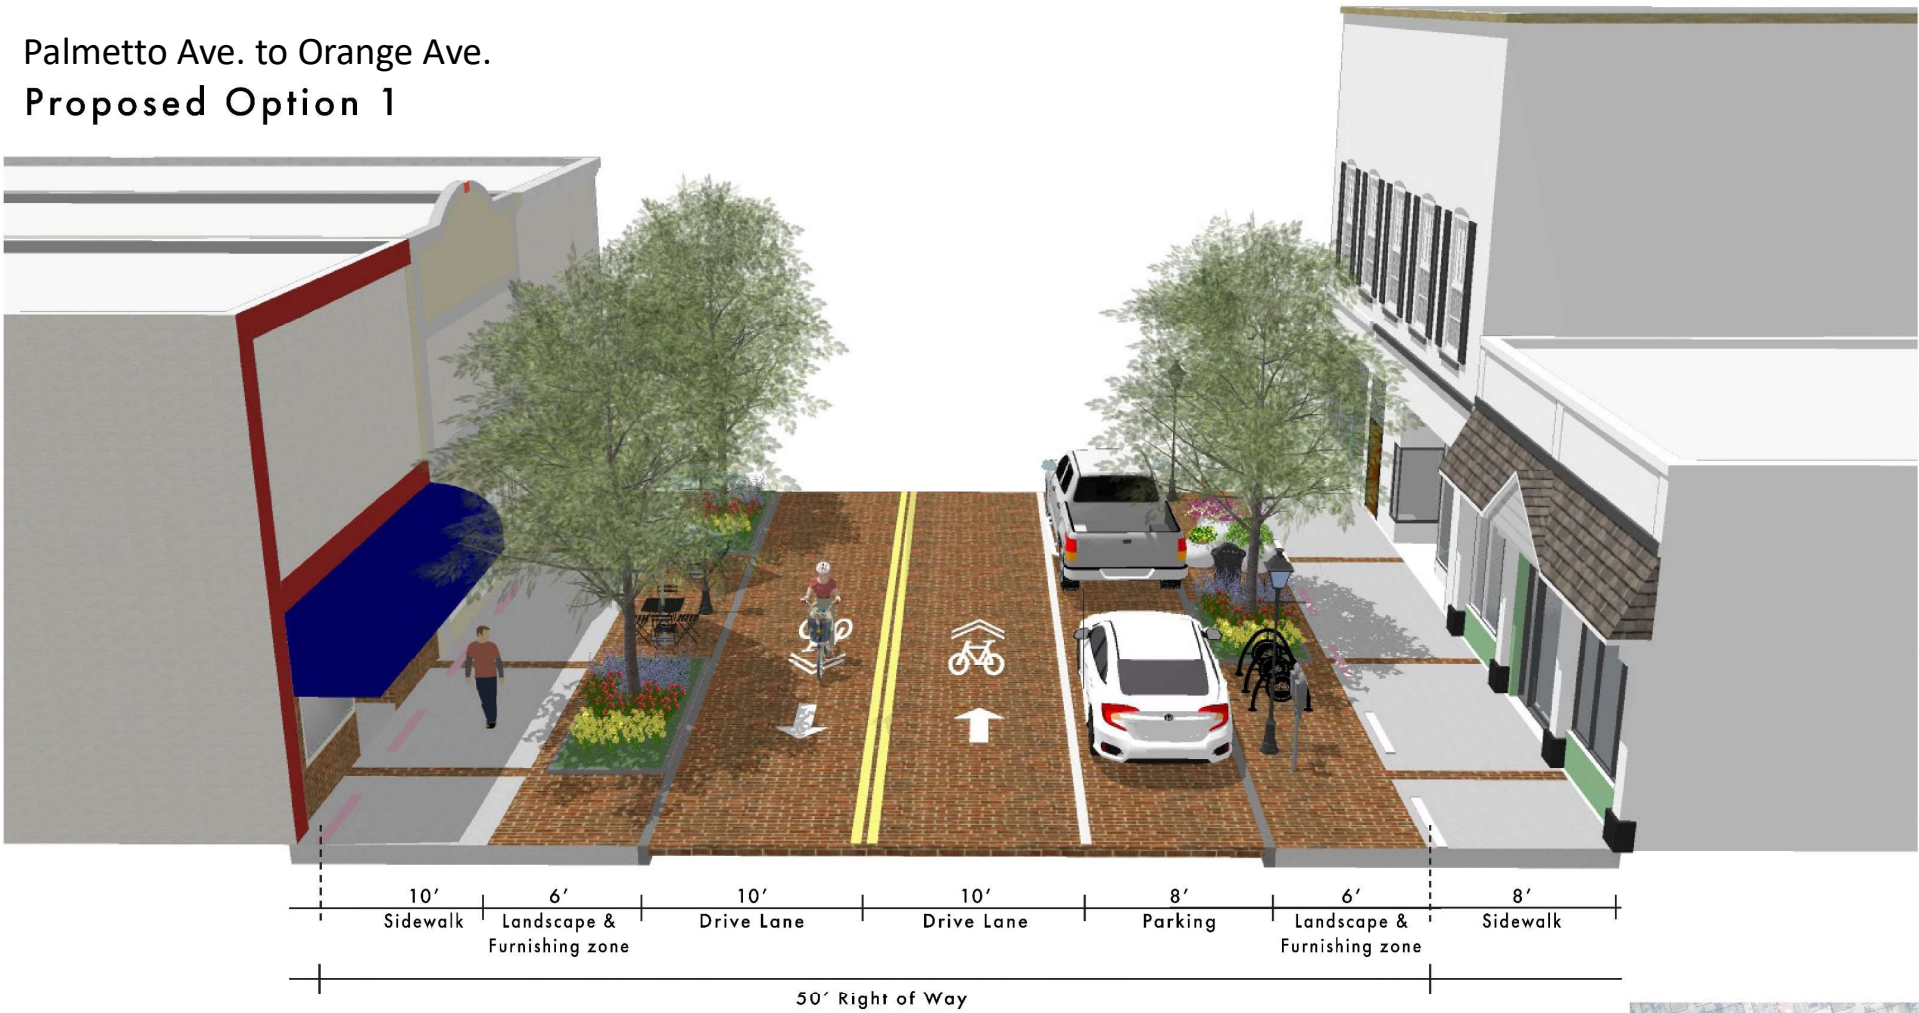 Palmetto Ave. to Orange Ave.
Proposed Option 1
10' 6' 10' 10' 8' 6' 8'
Sidewalk Landscape & Drive Lane Drive Lane Parking Landscape & Sidewalk
Furnishing zone Furnishing zone
50' Right of Way